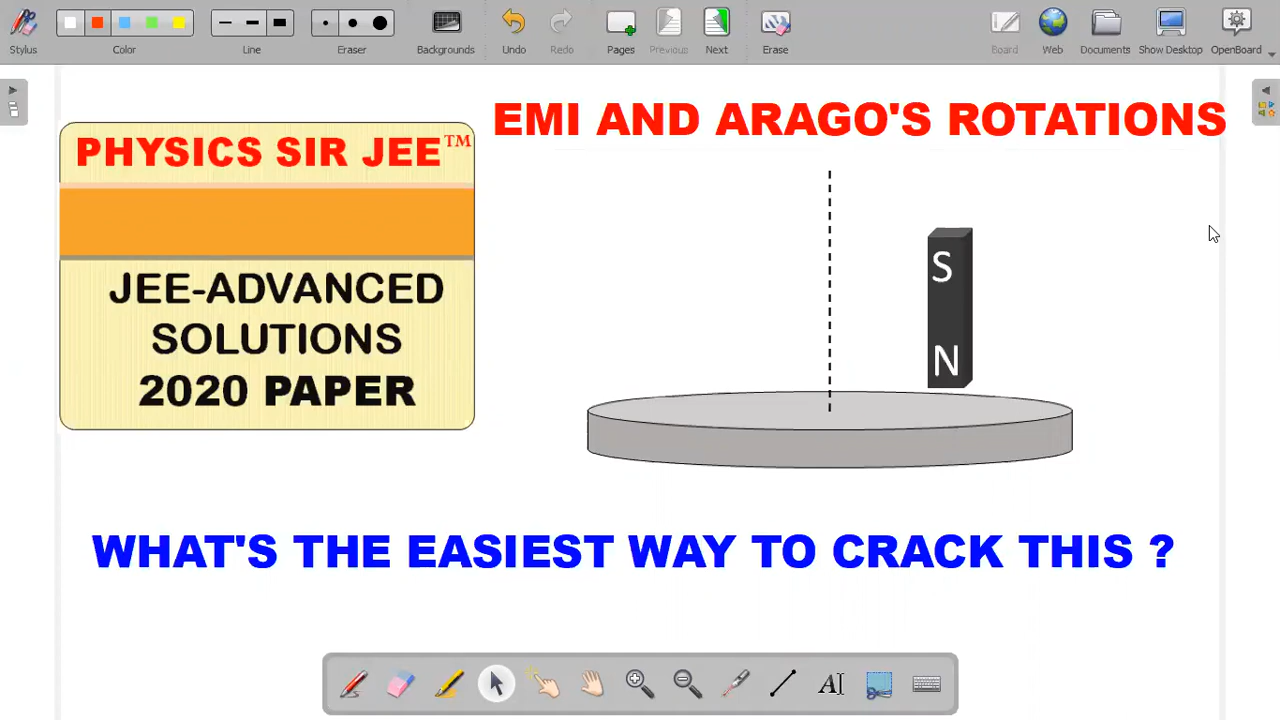 Stylus
Color
Line
Eraser
Backgrounds
Undo
Redo
Pages
Previous
Next
Erase
Board
Web
Documents
Show Desktop
OpenBoard
EMI AND ARAGO'S ROTATIONS
PHYSICS SIR JEE™
JEE-ADVANCED
SOLUTIONS
2020 PAPER
S
N
WHAT'S THE EASIEST WAY TO CRACK THIS ?
AI